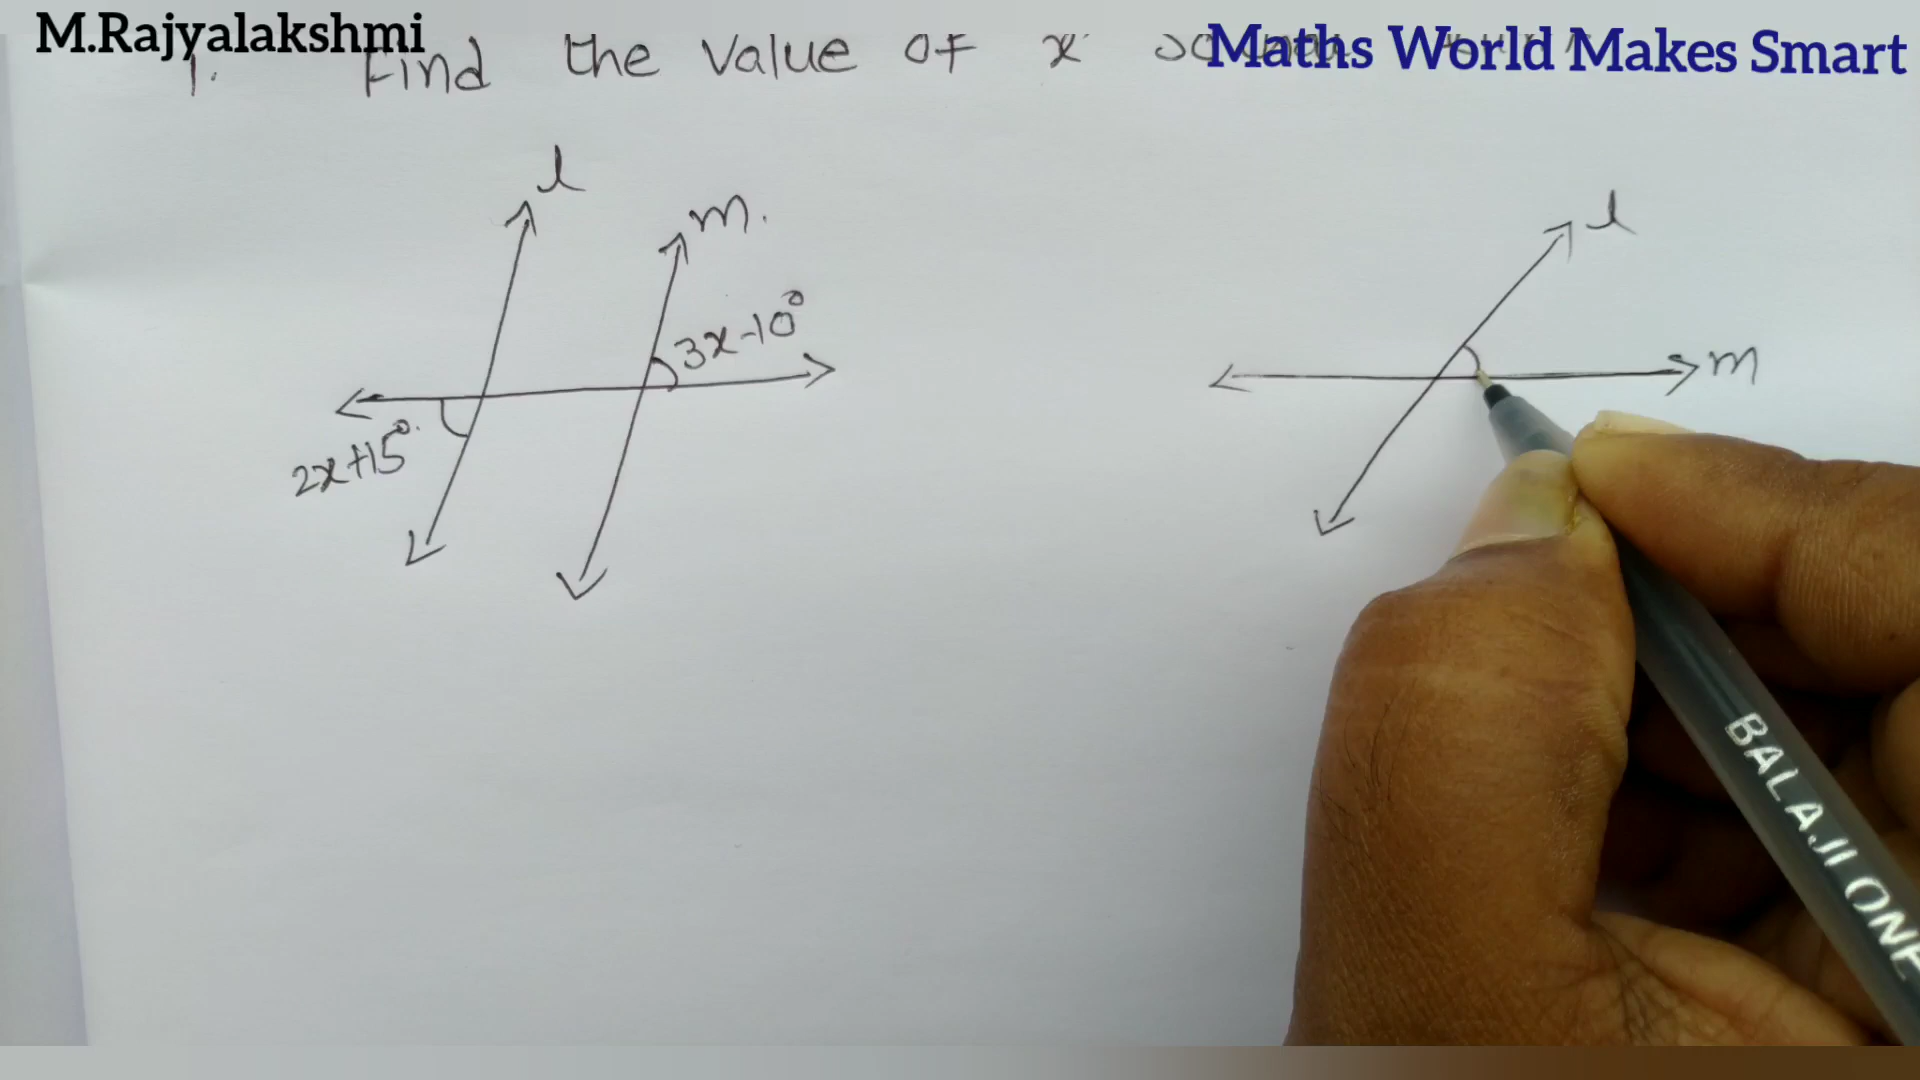 M.Rajyalakshmi
Maths World Makes Smart
1. Find the value of x
l
m.
3x-10°
2x+15°
l
m
BALAJI ONE